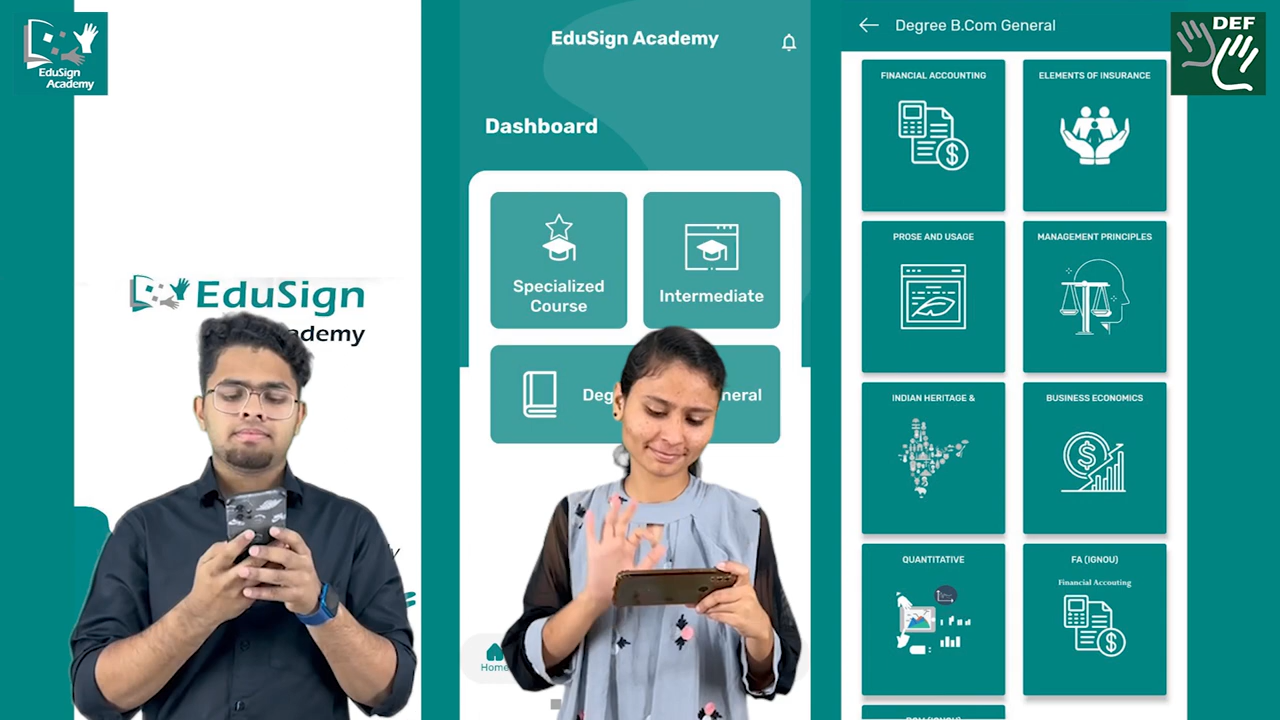 EduSign
Academy
EduSign
ademy
EduSign Academy
Dashboard
Specialized
Course
Intermediate
Deg
neral
Home
Degree B.Com General
DEF
FINANCIAL ACCOUNTING
ELEMENTS OF INSURANCE
PROSE AND USAGE
MANAGEMENT PRINCIPLES
INDIAN HERITAGE &
BUSINESS ECONOMICS
QUANTITATIVE
FA (IGNOU)
Financial Accouting